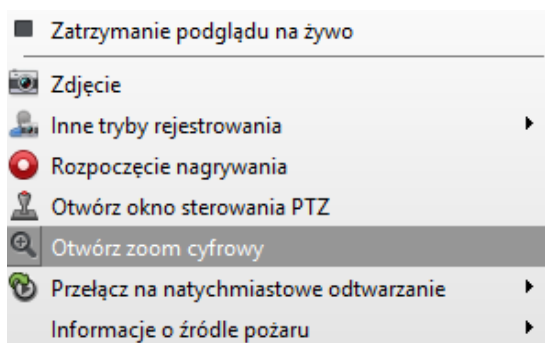 Zatrzymanie podglądu na żywo
Zdjęcie
Inne tryby rejestrowania
Rozpoczęcie nagrywania
Otwórz okno sterowania PTZ
Otwórz zoom cyfrowy
Przełącz na natychmiastowe odtwarzanie
Informacje o źródle pożaru